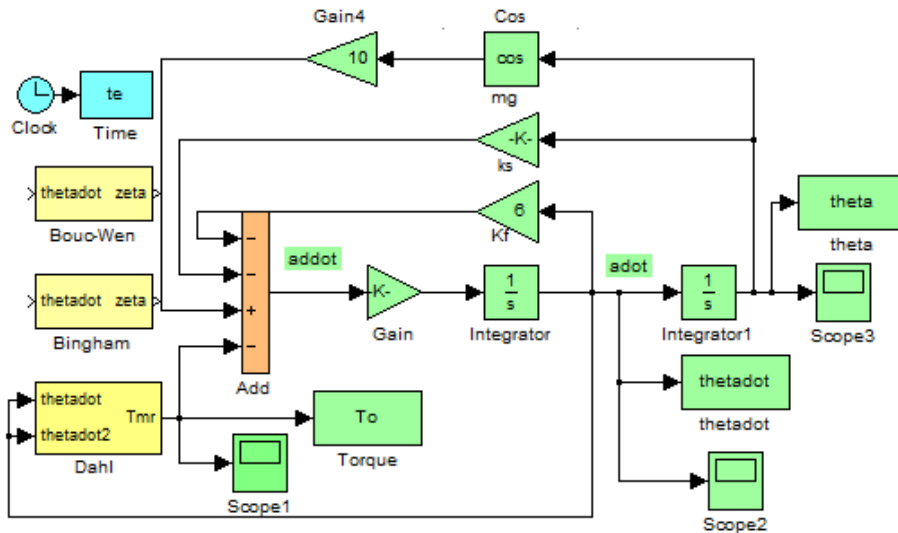 Gain4
Cos
10
cos
mg
te
Clock
Time
-K-
ks
thetadot zeta
Bouc-Wen
6
Kf
theta
theta
addot
adot
K-
1
s
1
s
thetadot zeta
Bingham
Gain
Integrator
Integrator1
Scope3
Add
thetadot
thetadot
thetadot
Tmr
thetadot2
Dahl
To
Torque
Scope1
Scope2